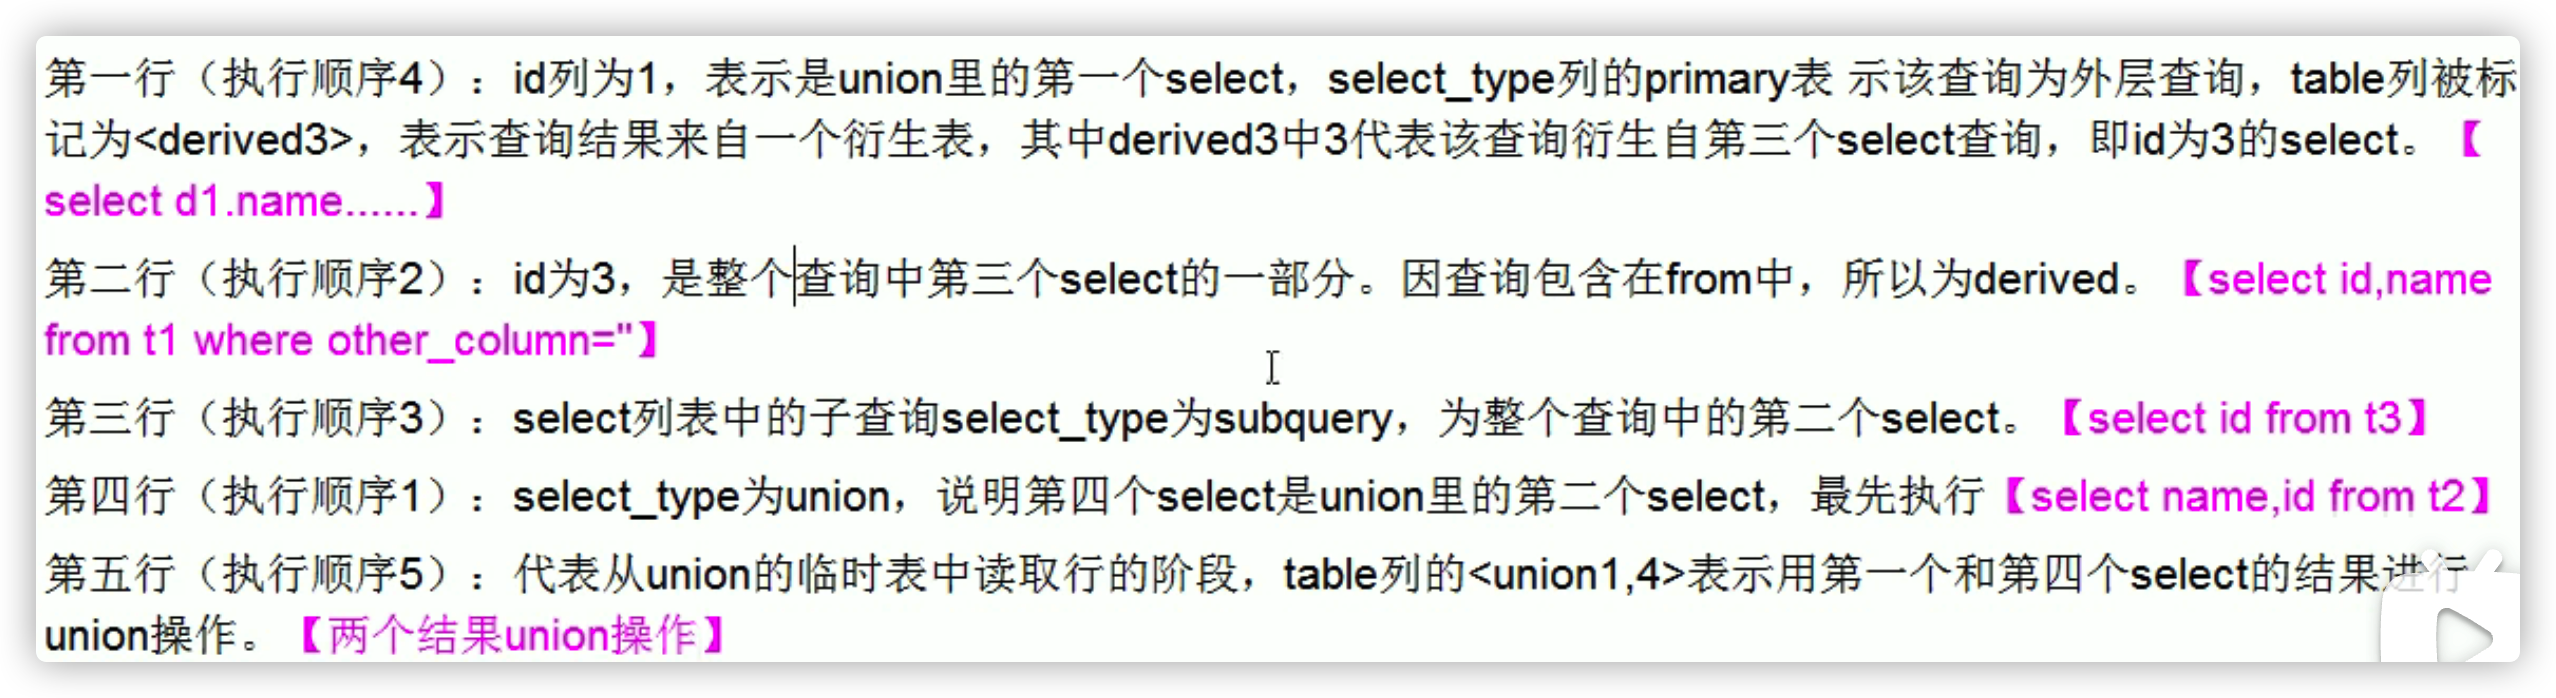 第一行（执行顺序4）：id列为1，表示是union里的第一个select，select_type列的primary表 示该查询为外层查询，table列被标
记为<derived3>，表示查询结果来自一个衍生表，其中derived3中3代表该查询衍生自第三个select查询，即id为3的select。【
select d1.name......】
第二行（执行顺序2）：id为3，是整个查询中第三个select的一部分。因查询包含在from中，所以为derived。【select id,name
from t1 where other_column=''】
第三行（执行顺序3）：select列表中的子查询select_type为subquery，为整个查询中的第二个select。【select id from t3】
第四行（执行顺序1）：select_type为union，说明第四个select是union里的第二个select，最先执行【select name,id from t2】
第五行（执行顺序5）：代表从union的临时表中读取行的阶段，table列的<union1,4>表示用第一个和第四个select的结果进行
union操作。【两个结果union操作】